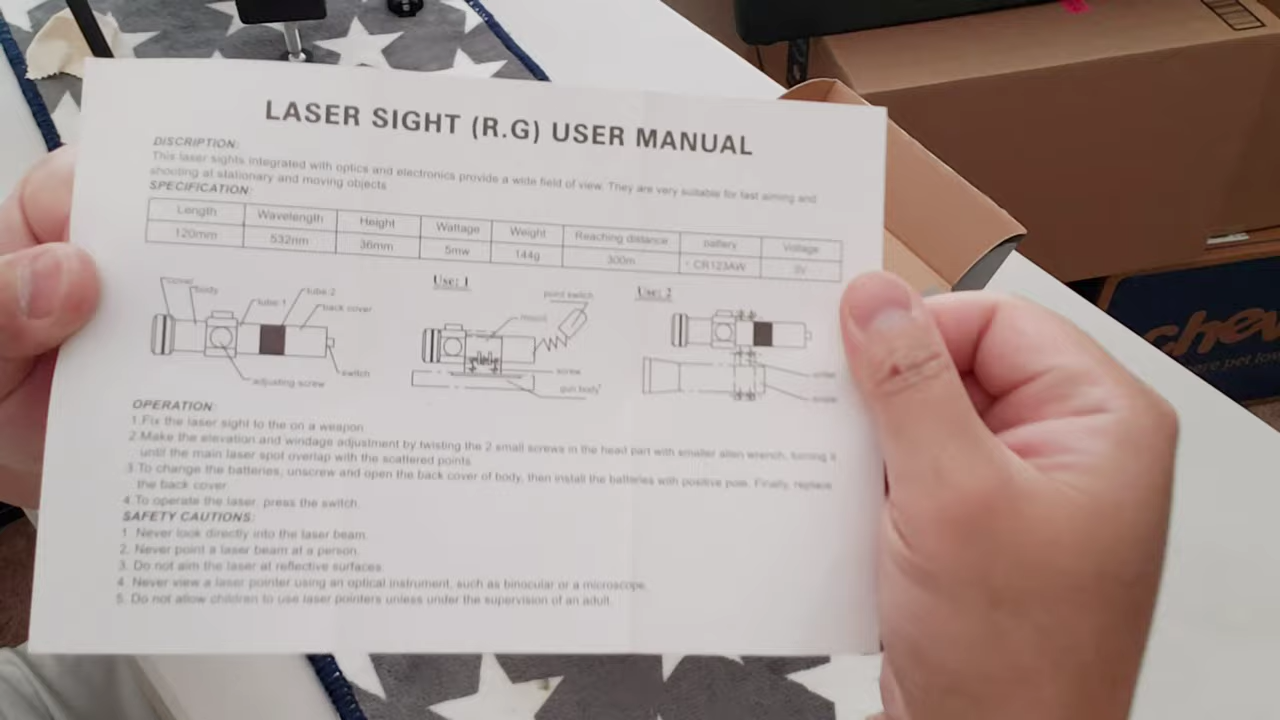 LASER SIGHT (R.G) USER MANUAL
DISCRIPTION:
This laser sights integrated with optics and electronics provide a wide field of view. They are very suitable for fast aiming and
shooting at stationary and moving objects
SPECIFICATION:
Length Wavelength Height Wattage Weight Reaching distance Battery Voltage
120mm 532nm 36mm 5mw 144g 300m CR123AW
cover
body
tube:1
tube:2
back cover
adjusting screw
switch
Use: 1
point switch
mount
screw
gun body
Use: 2
OPERATION:
1.Fix the laser sight to the on a weapon.
2.Make the elevation and windage adjustment by twisting the 2 small screws in the head part with smaller allen wrench, turning it
until the main laser spot overlap with the scattered points.
3.To change the batteries, unscrew and open the back cover of body, then install the batteries with positive pole. Finally, replace
the back cover.
4.To operate the laser, press the switch.
SAFETY CAUTIONS:
1. Never look directly into the laser beam.
2. Never point a laser beam at a person.
3. Do not aim the laser at reflective surfaces.
4. Never view a laser pointer using an optical instrument, such as binocular or a microscope.
5. Do not allow children to use laser pointers unless under the supervision of an adult.
chew
pet